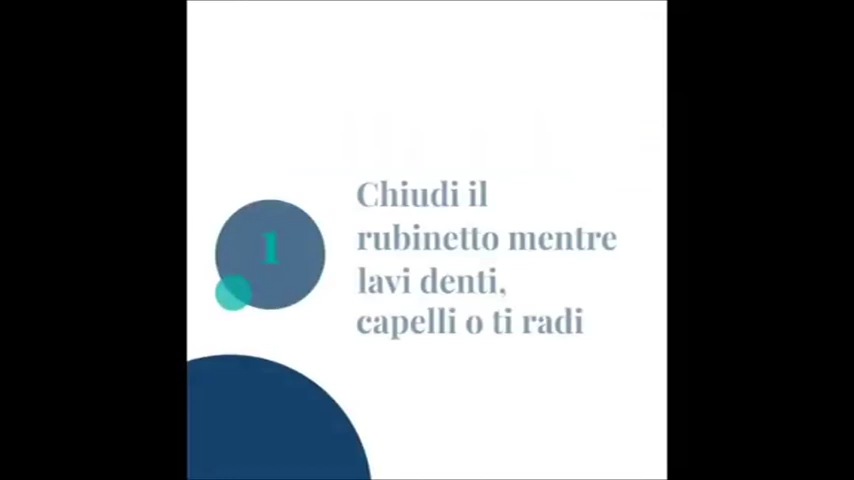 1
Chiudi il
rubinetto mentre
lavi denti,
capelli o ti radi